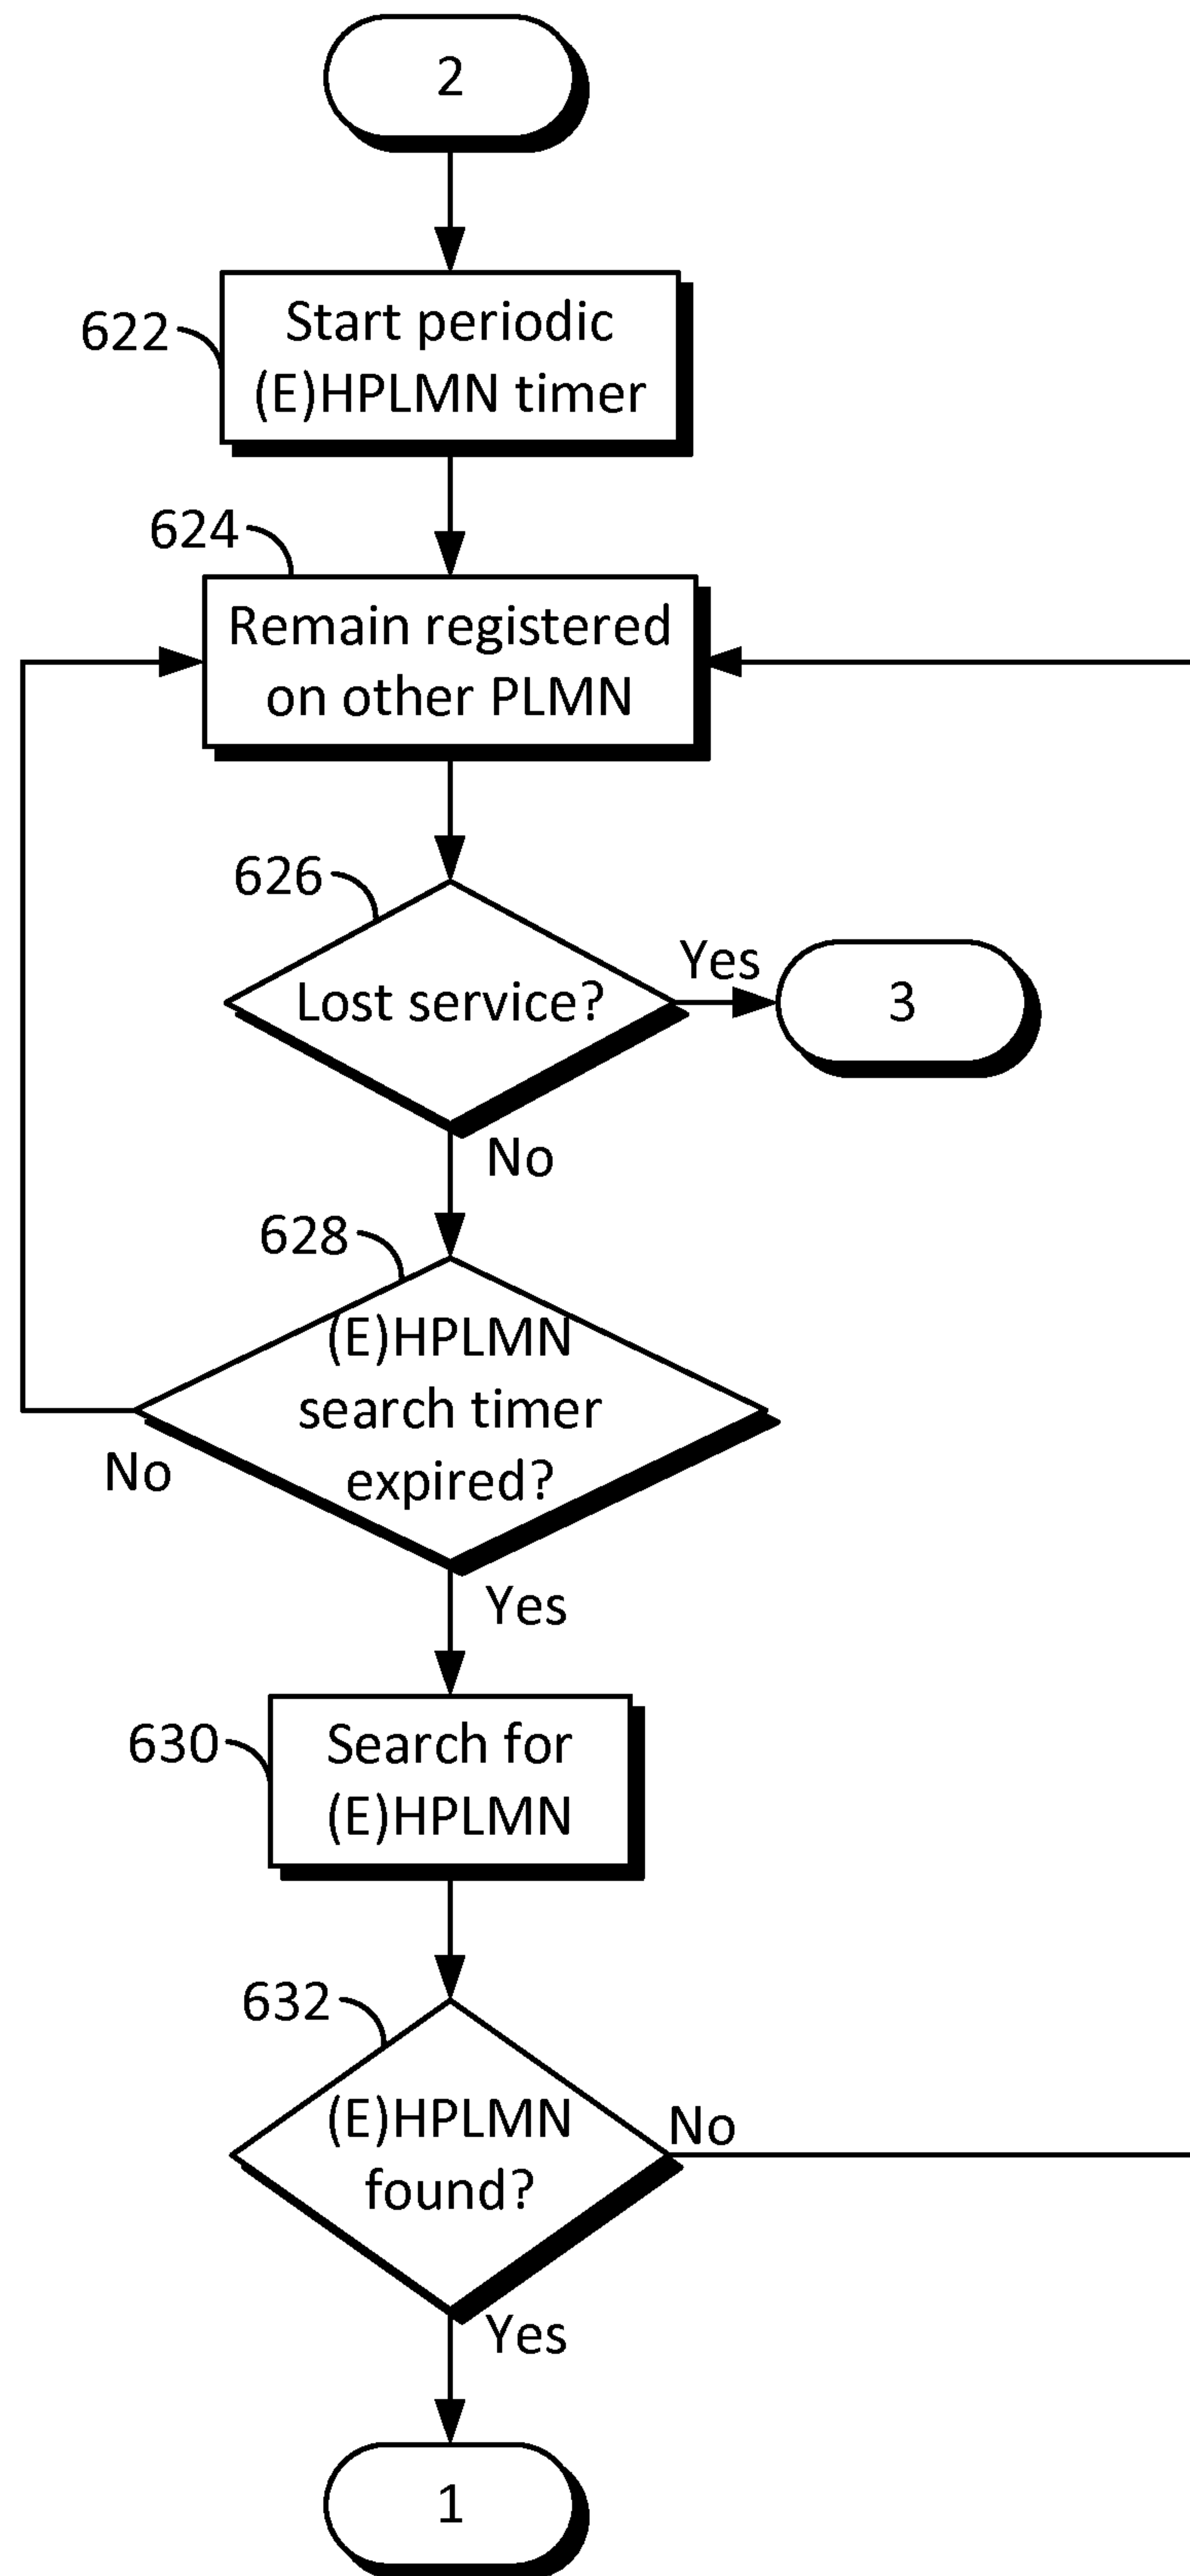 2
622
Start periodic
(E)HPLMN timer
624
Remain registered
on other PLMN
626
Lost service?
Yes
3
No
628
(E)HPLMN
search timer
expired?
No
Yes
630
Search for
(E)HPLMN
632
(E)HPLMN
found?
No
Yes
1